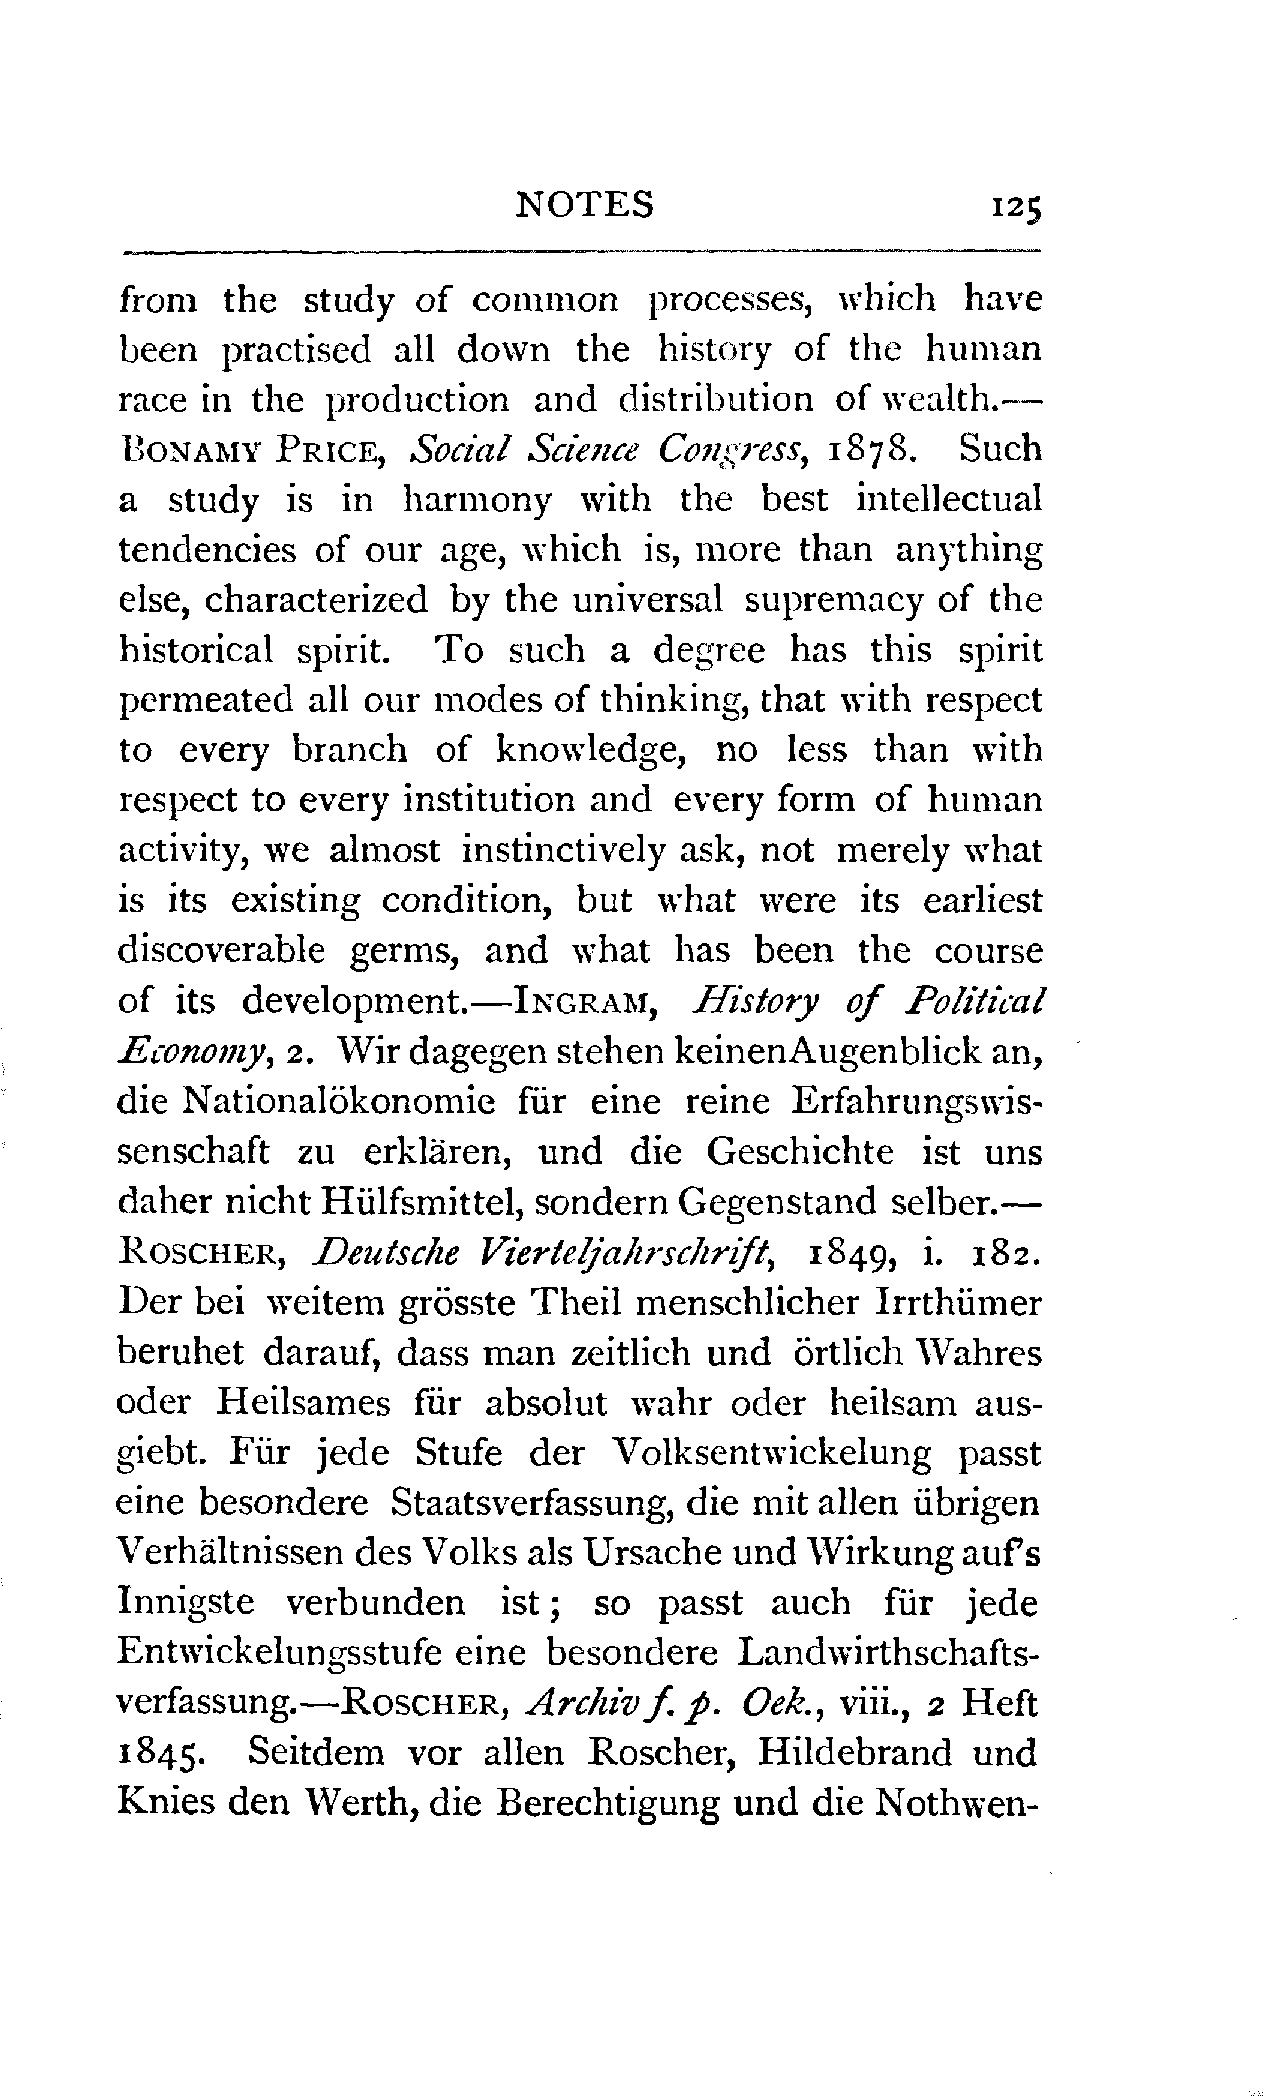 NOTES 125
from the study of common processes, which have
been practised all down the history of the human
race in the production and distribution of wealth.—
BONAMY PRICE, Social Science Congress, 1878. Such
a study is in harmony with the best intellectual
tendencies of our age, which is, more than anything
else, characterized by the universal supremacy of the
historical spirit. To such a degree has this spirit
permeated all our modes of thinking, that with respect
to every branch of knowledge, no less than with
respect to every institution and every form of human
activity, we almost instinctively ask, not merely what
is its existing condition, but what were its earliest
discoverable germs, and what has been the course
of its development.—INGRAM, History of Political
Economy, 2. Wir dagegen stehen keinen Augenblick an,
die Nationalökonomie für eine reine Erfahrungswis-
senschaft zu erklären, und die Geschichte ist uns
daher nicht Hülfsmittel, sondern Gegenstand selber.—
ROSCHER, Deutsche Vierteljahrschrift, 1849, i. 182.
Der bei weitem grösste Theil menschlicher Irrthümer
beruhet darauf, dass man zeitlich und örtlich Wahres
oder Heilsames für absolut wahr oder heilsam aus-
giebt. Für jede Stufe der Volksentwickelung passt
eine besondere Staatsverfassung, die mit allen übrigen
Verhältnissen des Volks als Ursache und Wirkung auf's
Innigste verbunden ist; so passt auch für jede
Entwickelungsstufe eine besondere Landwirthschafts-
verfassung.—ROSCHER, Archiv f. p. Oek., viii., 2 Heft
1845. Seitdem vor allen Roscher, Hildebrand und
Knies den Werth, die Berechtigung und die Nothwen-